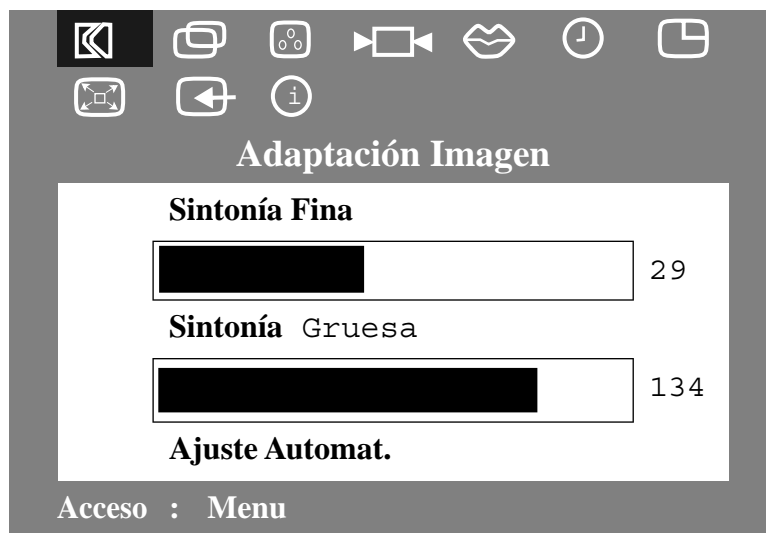 i
Adaptación Imagen
Sintonía Fina
29
Sintonía Gruesa
134
Ajuste Automat.
Acceso : Menu